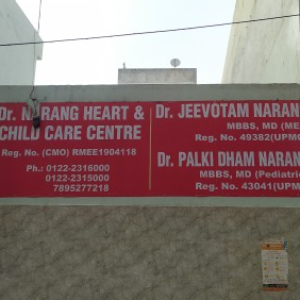 Dr. NARANG HEART &
CHILD CARE CENTRE
Reg. No. (CMO) RMEE1904118
Ph.: 0122-2316000
0122-2315000
7895277218
Dr. JEEVOTAM NARAN
MBBS, MD (ME
Reg. No. 49382(UPM
Dr. PALKI DHAM NARAN
MBBS, MD (Pediatri
Reg. No. 43041(UPM